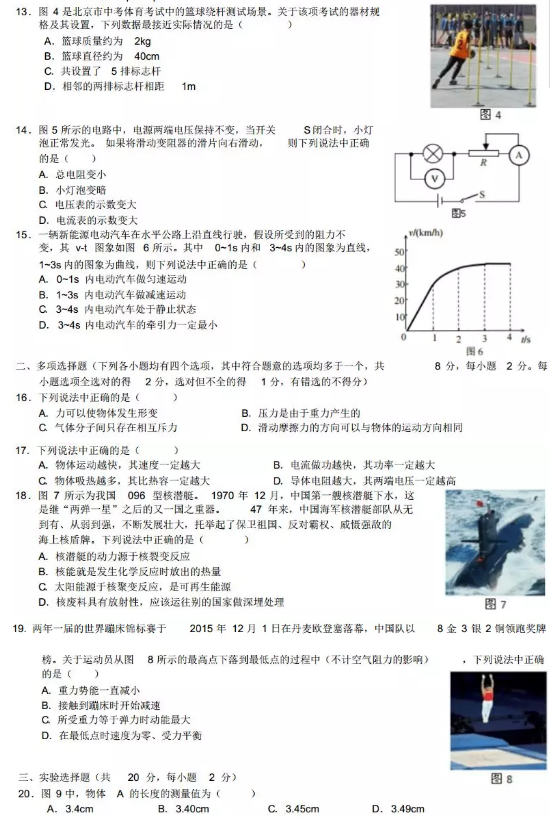 13. 图 4 是北京市中考体育考试中的篮球绕杆测试场景。关于该项考试的器材规
格及其设置，下列数据最接近实际情况的是（ ）
A. 篮球质量约为 2kg
B. 篮球直径约为 40cm
C. 共设置了 5 排标志杆
D. 相邻的两排标志杆相距 1m
图 4
14. 图 5 所示的电路中，电源两端电压保持不变，当开关 S 闭合时，小灯
泡正常发光。 如果将滑动变阻器的滑片向右滑动， 则下列说法中正确
的是（ ）
A. 总电阻变小
B. 小灯泡变暗
C. 电压表的示数变大
D. 电流表的示数变大
A
R
V
S
图5
15. 一辆新能源电动汽车在水平公路上沿直线行驶，假设所受到的阻力不
变，其 v-t 图象如图 6 所示。其中 0~1s 内和 3~4s 内的图象为直线，
1~3s 内的图象为曲线，则下列说法中正确的是（ ）
A. 0~1s 内电动汽车做匀速运动
B. 1~3s 内电动汽车做减速运动
C. 3~4s 内电动汽车处于静止状态
D. 3~4s 内电动汽车的牵引力一定最小
v/(km/h)
50
40
30
20
10
0 1 2 3 4 t/s
图 6
二、多项选择题（下列各小题均有四个选项，其中符合题意的选项均多于一个，共 8 分，每小题 2 分。每
小题选项全选对的得 2 分，选对但不全的得 1 分，有错选的不得分）
16. 下列说法中正确的是（ ）
A. 力可以使物体发生形变 B. 压力是由于重力产生的
C. 气体分子间只存在相互斥力 D. 滑动摩擦力的方向可以与物体的运动方向相同
17. 下列说法中正确的是（ ）
A. 物体运动越快，其速度一定越大 B. 电流做功越快，其功率一定越大
C. 物体吸热越多，其比热容一定越大 D. 导体电阻越大，其两端电压一定越高
18. 图 7 所示为我国 096 型核潜艇。 1970 年 12 月，中国第一艘核潜艇下水，这
是继“两弹一星”之后的又一国之重器。 47 年来，中国海军核潜艇部队从无
到有、从弱到强，不断发展壮大，托举起了保卫祖国、反对霸权、威慑强敌的
海上核盾牌。下列说法中正确的是（ ）
A. 核潜艇的动力源于核裂变反应
B. 核能就是发生化学反应时放出的热量
C. 太阳能源于核聚变反应，是可再生能源
D. 核废料具有放射性，应该运往别的国家做深埋处理
图 7
19. 两年一届的世界蹦床锦标赛于 2015 年 12 月 1 日在丹麦欧登塞落幕，中国队以 8 金 3 银 2 铜领跑奖牌
榜。关于运动员从图 8 所示的最高点下落到最低点的过程中（不计空气阻力的影响） ，下列说法中正确
的是（ ）
A. 重力势能一直减小
B. 接触到蹦床时开始减速
C. 所受重力等于弹力时动能最大
D. 在最低点时速度为零、受力平衡
图 8
三、实验选择题（共 20 分，每小题 2 分）
20. 图 9 中，物体 A 的长度的测量值为（ ）
A. 3.4cm B. 3.40cm C. 3.45cm D. 3.49cm